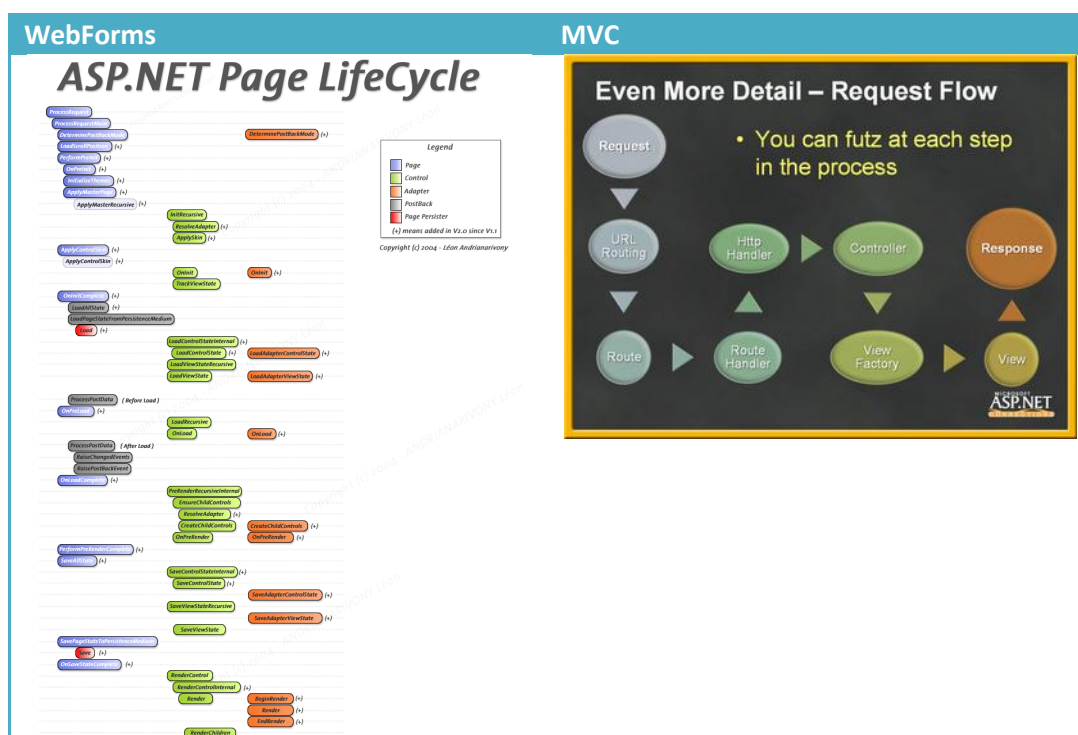 WebForms
MVC
ASP.NET Page LifeCycle
ProcessRequest
ProcessRequestMain
DeterminePostBackMode
DeterminePostBackMode (+)
LoadScrollPosition (+)
PerformPreInit (+)
OnPreInit (+)
InitializeThemes (+)
ApplyMasterPage (+)
ApplyMasterRecursive (+)
InitRecursive
ResolveAdapter (+)
ApplySkin (+)
ApplyControlSkin (+)
ApplyControlSkin (+)
OnInit
OnInit (+)
TrackViewState
OnInitComplete (+)
LoadAllState (+)
LoadPageStateFromPersistenceMedium
Load (+)
LoadControlStateInternal (+)
LoadControlState (+)
LoadAdapterControlState (+)
LoadViewStateRecursive
LoadViewState
LoadAdapterViewState (+)
ProcessPostData ( Before Load )
OnPreLoad (+)
LoadRecursive
OnLoad
OnLoad (+)
ProcessPostData ( After Load )
RaiseChangedEvents
RaisePostBackEvent
OnLoadComplete (+)
PreRenderRecursiveInternal
EnsureChildControls
ResolveAdapter (+)
CreateChildControls
CreateChildControls (+)
OnPreRender
OnPreRender (+)
PerformPreRenderComplete (+)
SaveAllState (+)
SaveControlStateInternal (+)
SaveControlState (+)
SaveAdapterControlState (+)
SaveViewStateRecursive
SaveAdapterViewState (+)
SaveViewState
SavePageStateToPersistenceMedium
Save (+)
OnSaveStateComplete (+)
RenderControl
RenderControlInternal (+)
Render
BeginRender (+)
Render (+)
EndRender (+)
RenderChildren
Legend
Page
Control
Adapter
PostBack
Page Persister
(+) means added in V2.0 since V1.1
Copyright (c) 2004 - Léon Andrianarivony
Even More Detail – Request Flow
• You can futz at each step
in the process
Request
URL
Routing
Http
Handler
Controller
Response
Route
Route
Handler
View
Factory
View
MICROSOFT
ASP.NET
CONNECTIONS